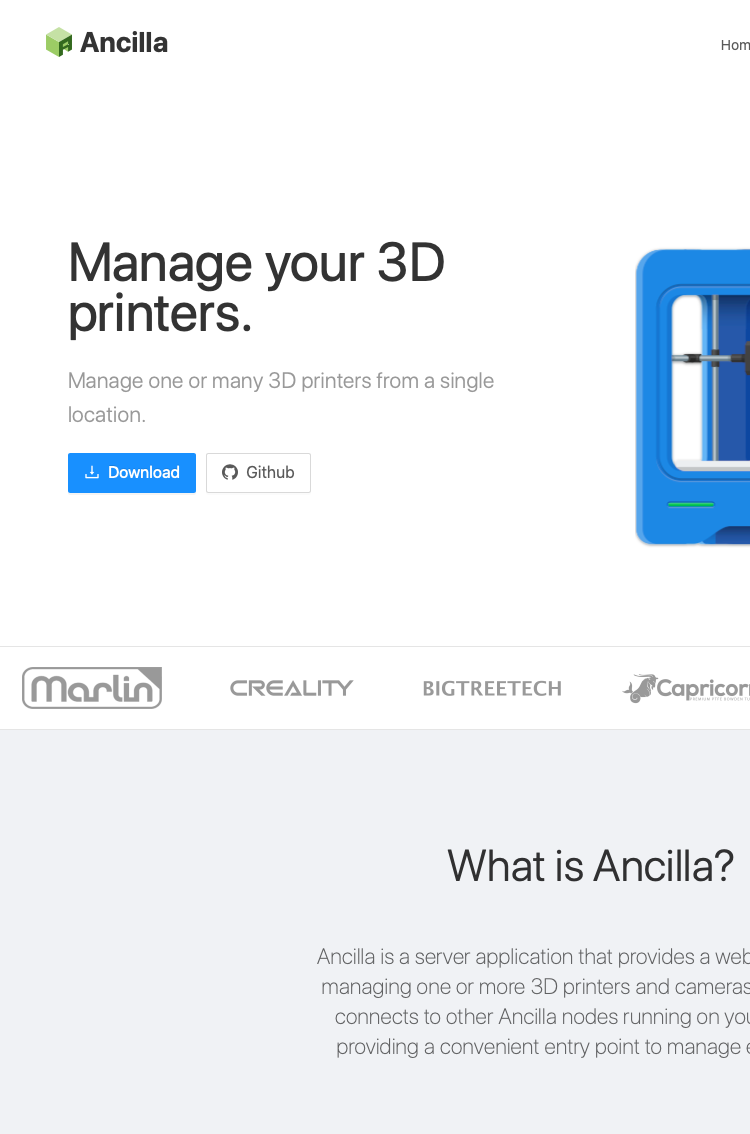 Ancilla
Hom
Manage your 3D
printers.
Manage one or many 3D printers from a single
location.
Download
Github
Marlin
CREALITY
BIGTREETECH
Capricor
What is Ancilla?
Ancilla is a server application that provides a web
managing one or more 3D printers and cameras
connects to other Ancilla nodes running on you
providing a convenient entry point to manage e